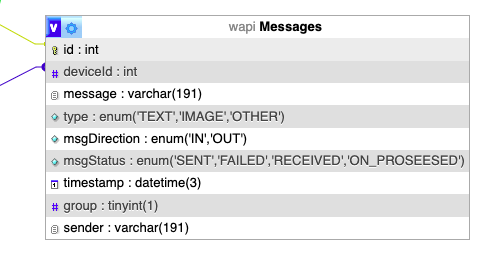 V wapi Messages
id : int
# deviceId : int
message : varchar(191)
type : enum('TEXT','IMAGE','OTHER')
msgDirection : enum('IN','OUT')
msgStatus : enum('SENT','FAILED','RECEIVED','ON_PROSEESED')
timestamp : datetime(3)
# group : tinyint(1)
sender : varchar(191)